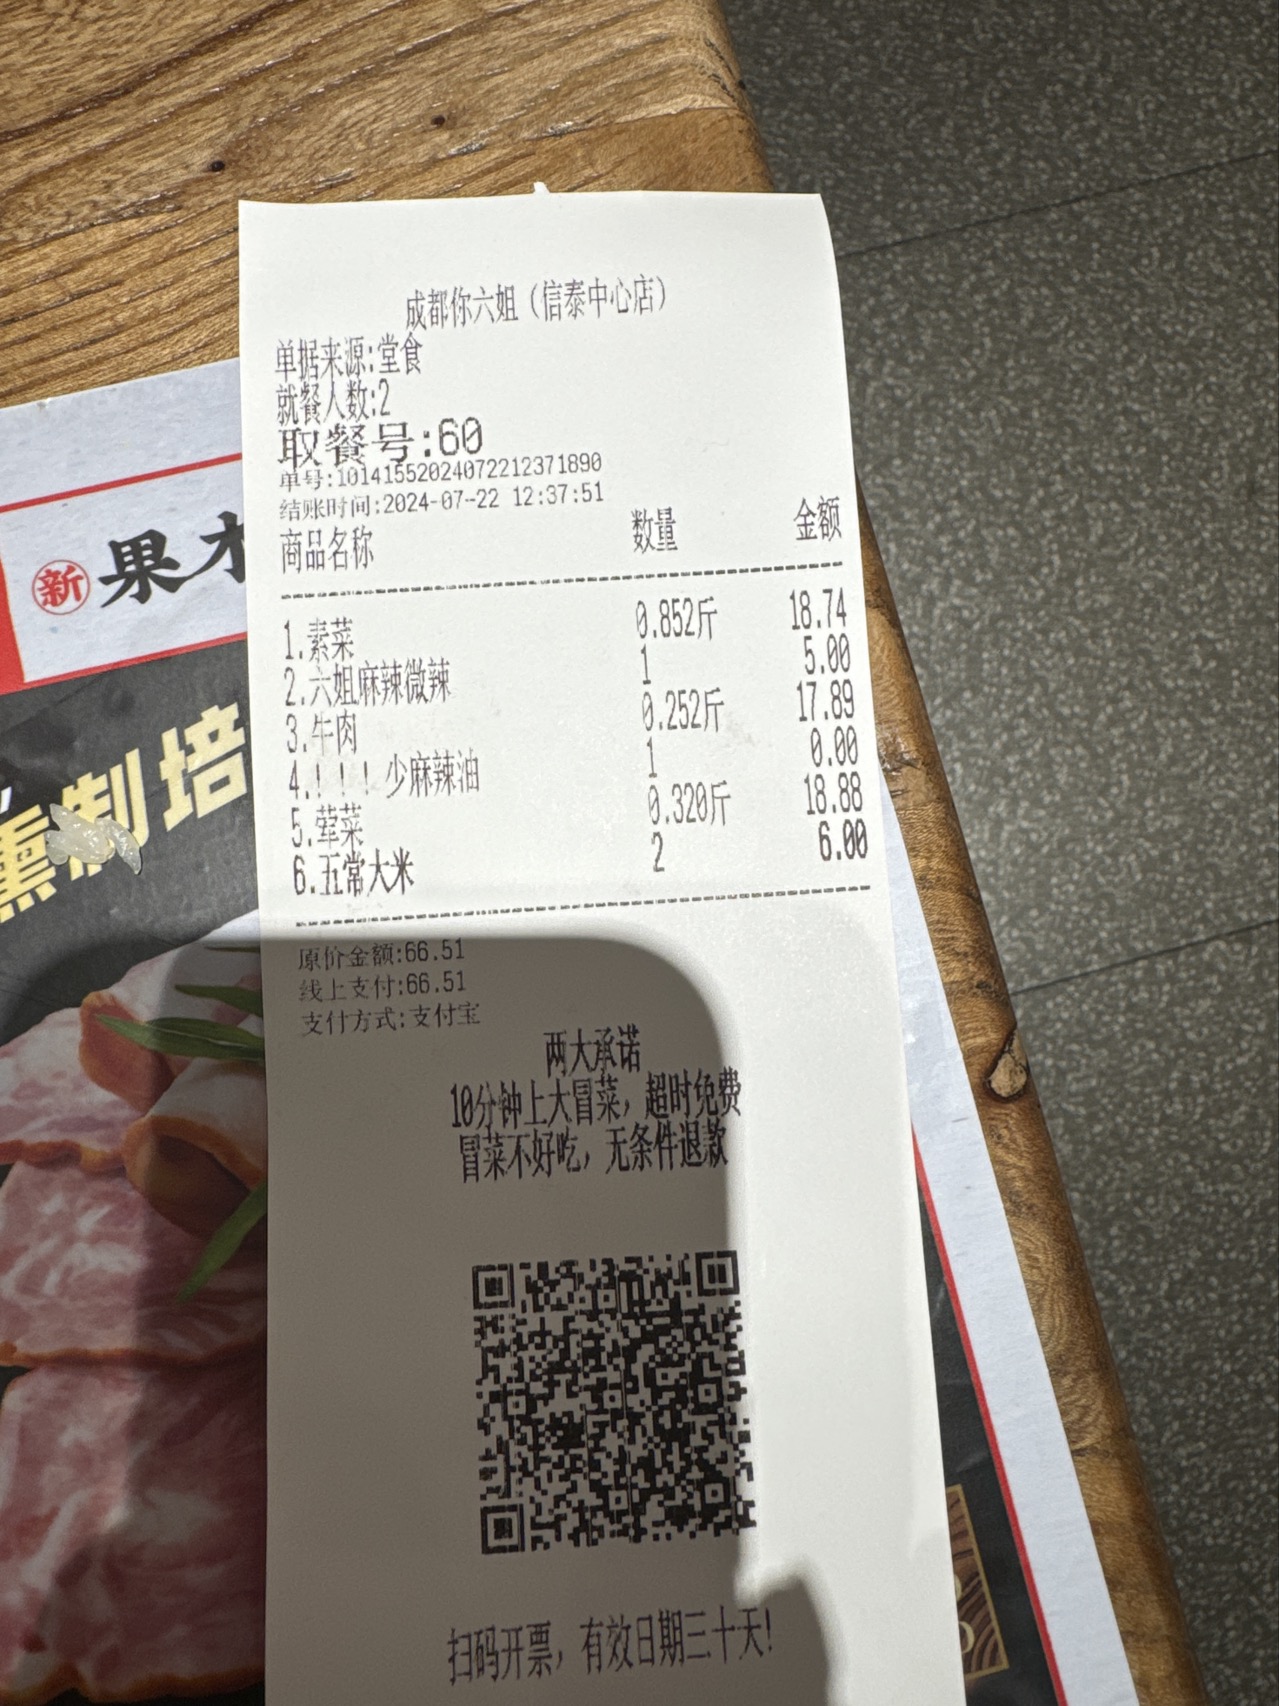 成都你六姐（信泰中心店）
单据来源:堂食
就餐人数:2
取餐号:60
单号:10141552024072212371890
结账时间:2024-07-22 12:37:51
商品名称 数量 金额
1.素菜 0.852斤 18.74
2.六姐麻辣微辣 1 5.00
3.牛肉 0.252斤 17.89
4.！！！少麻辣油 1 0.00
5.荤菜 0.320斤 18.88
6.五常大米 2 6.00
原价金额:66.51
线上支付:66.51
支付方式:支付宝
两大承诺
10分钟上大冒菜，超时免费
冒菜不好吃，无条件退款
扫码开票，有效日期三十天!
新 果木
熏制培